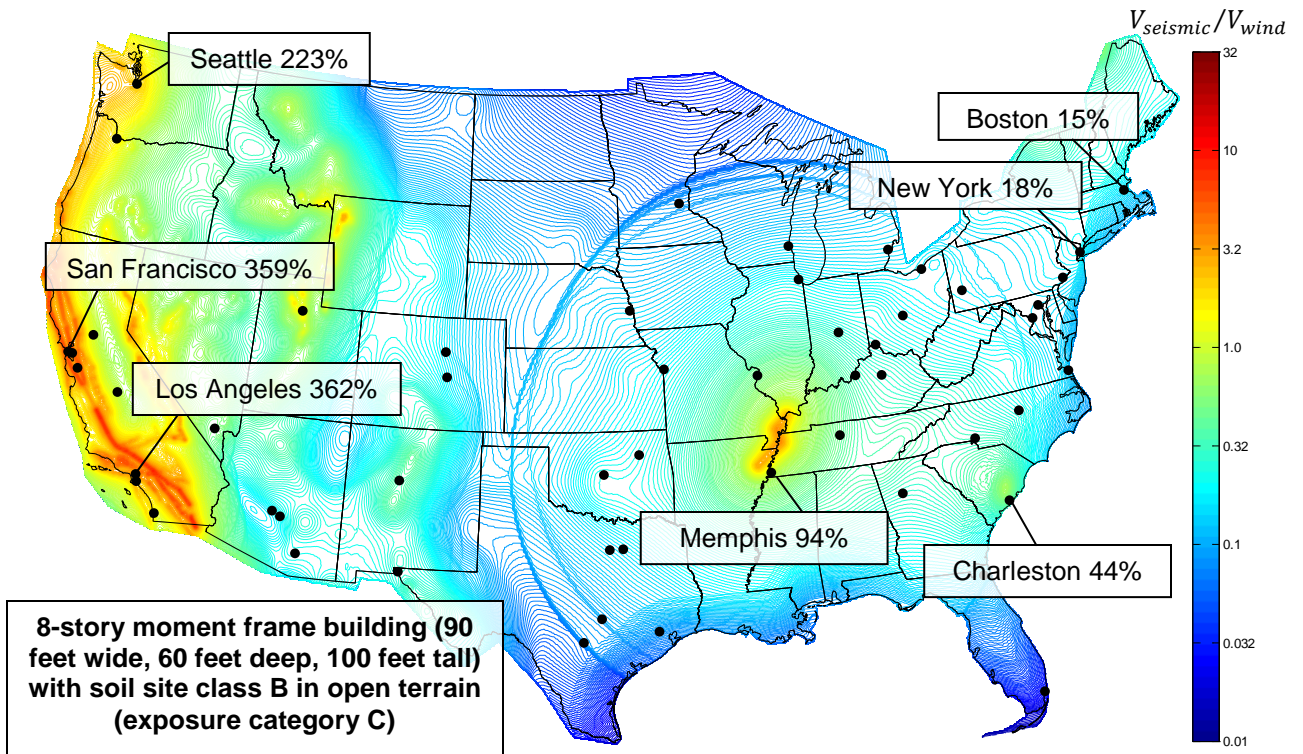 V_seismic/V_wind
Seattle 223%
32
Boston 15%
10
New York 18%
San Francisco 359%
3.2
1.0
Los Angeles 362%
0.32
Memphis 94%
0.1
Charleston 44%
8-story moment frame building (90
feet wide, 60 feet deep, 100 feet tall)
with soil site class B in open terrain
(exposure category C)
0.032
0.01